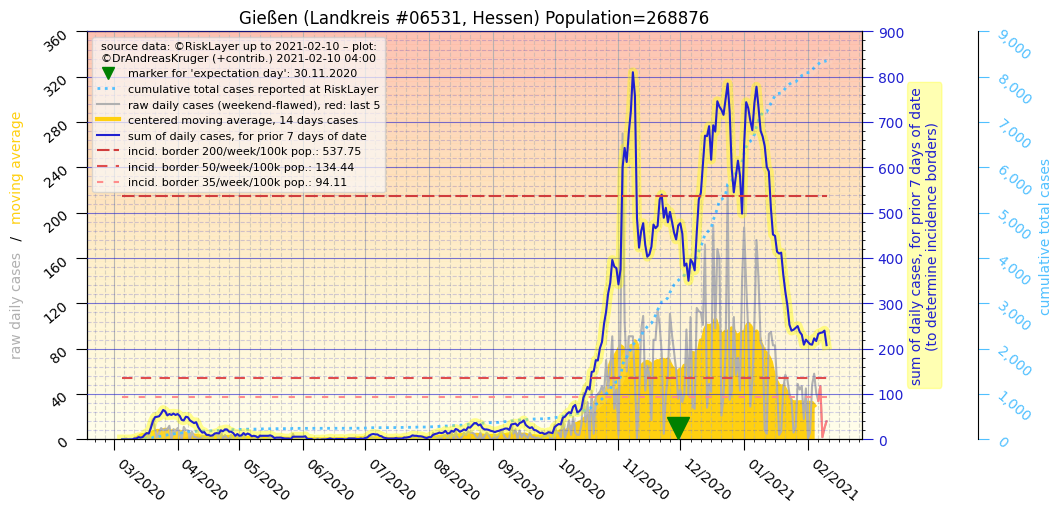 Gießen (Landkreis #06531, Hessen) Population=268876
source data: ©RiskLayer up to 2021-02-10 – plot:
©DrAndreasKruger (+contrib.) 2021-02-10 04:00
marker for 'expectation day': 30.11.2020
cumulative total cases reported at RiskLayer
raw daily cases (weekend-flawed), red: last 5
centered moving average, 14 days cases
sum of daily cases, for prior 7 days of date
incid. border 200/week/100k pop.: 537.75
incid. border 50/week/100k pop.: 134.44
incid. border 35/week/100k pop.: 94.11
raw daily cases / moving average
360
320
280
240
200
160
120
80
40
0
03/2020
04/2020
05/2020
06/2020
07/2020
08/2020
09/2020
10/2020
11/2020
12/2020
01/2021
02/2021
900
800
700
600
500
400
300
200
100
0
sum of daily cases, for prior 7 days of date
(to determine incidence borders)
9,000
8,000
7,000
6,000
5,000
4,000
3,000
2,000
1,000
0
cumulative total cases